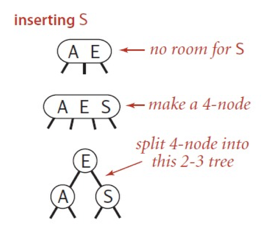 inserting S
A E
no room for S
A E S
make a 4-node
split 4-node into
this 2-3 tree
E
A S